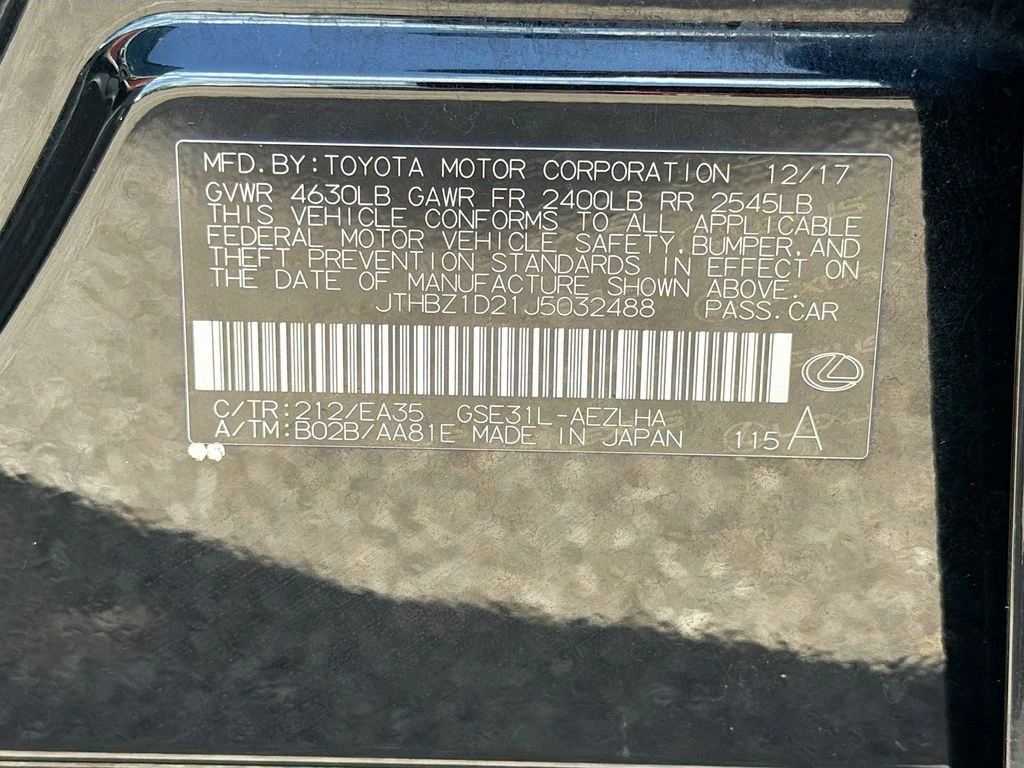 MFD.BY:TOYOTA MOTOR CORPORATION 12/17
GVWR 4630LB GAWR FR 2400LB RR 2545LB
THIS VEHICLE CONFORMS TO ALL APPLICABLE
FEDERAL MOTOR VEHICLE SAFETY,BUMPER,AND
THEFT PREVENTION STANDARDS IN EFFECT ON
THE DATE OF MANUFACTURE SHOWN ABOVE.
JTHBZ1D21J5032488 PASS.CAR
C/TR:212/EA35 GSE31L-AEZLHA
A/TM:B02B/AA81E MADE IN JAPAN 115 A